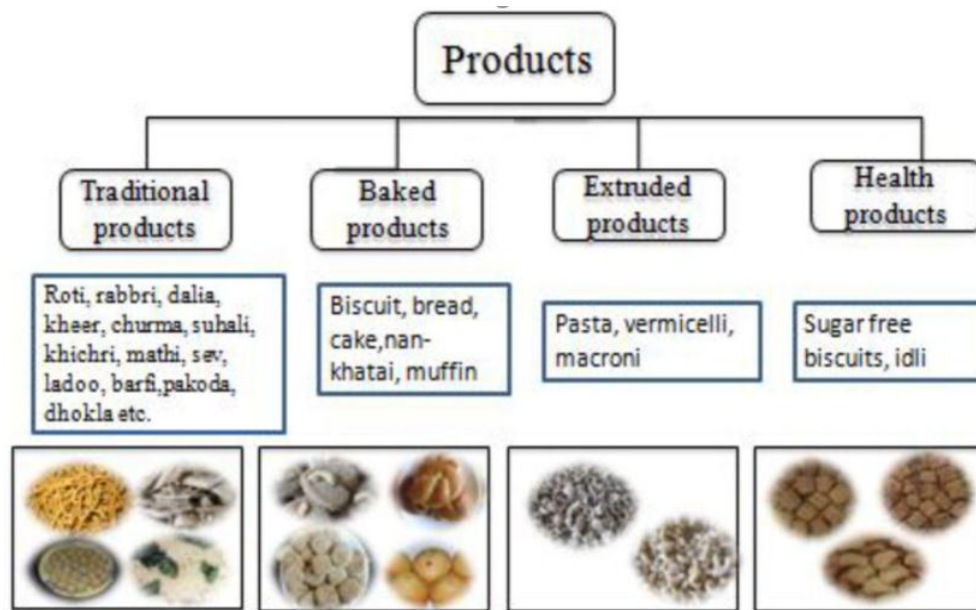 Products
Traditional
products
Baked
products
Extruded
products
Health
products
Roti, rabbri, dalia,
kheer, churma, suhali,
khichri, mathi, sev,
ladoo, barfi,pakoda,
dhokla etc.
Biscuit, bread,
cake,nan-
khatai, muffin
Pasta, vermicelli,
macroni
Sugar free
biscuits, idli